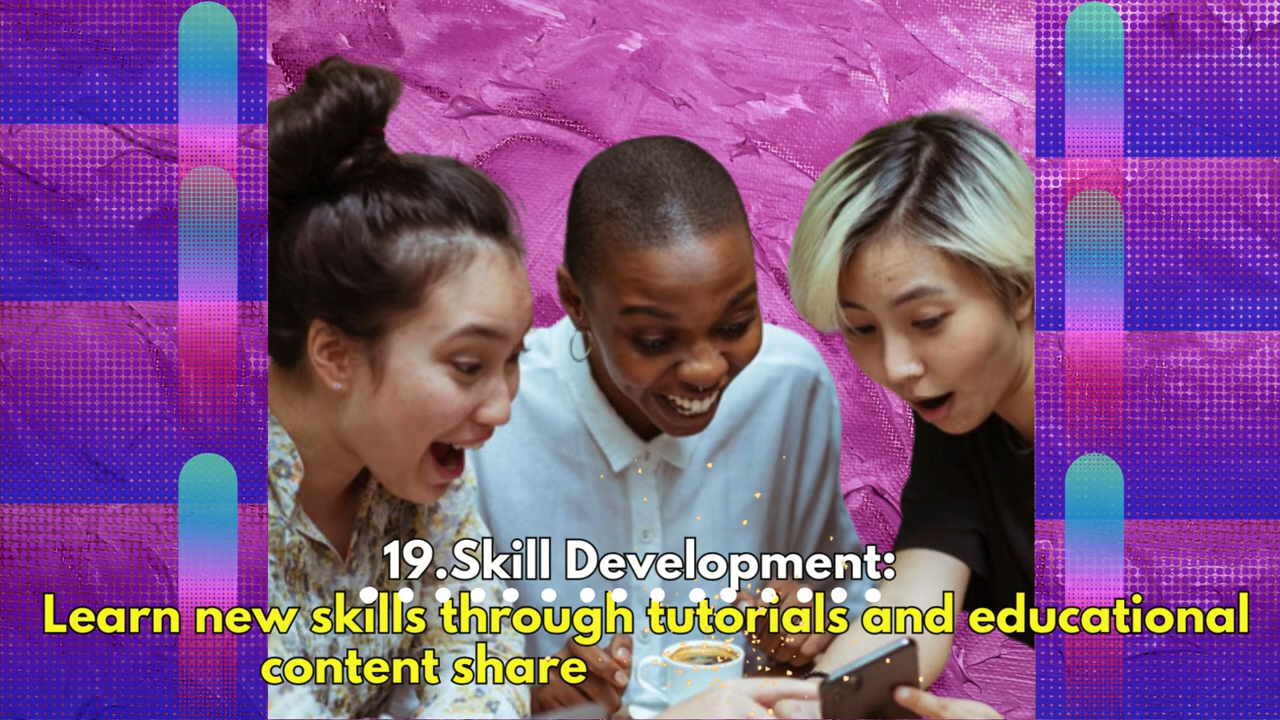 19.Skill Development:
Learn new skills through tutorials and educational
content share